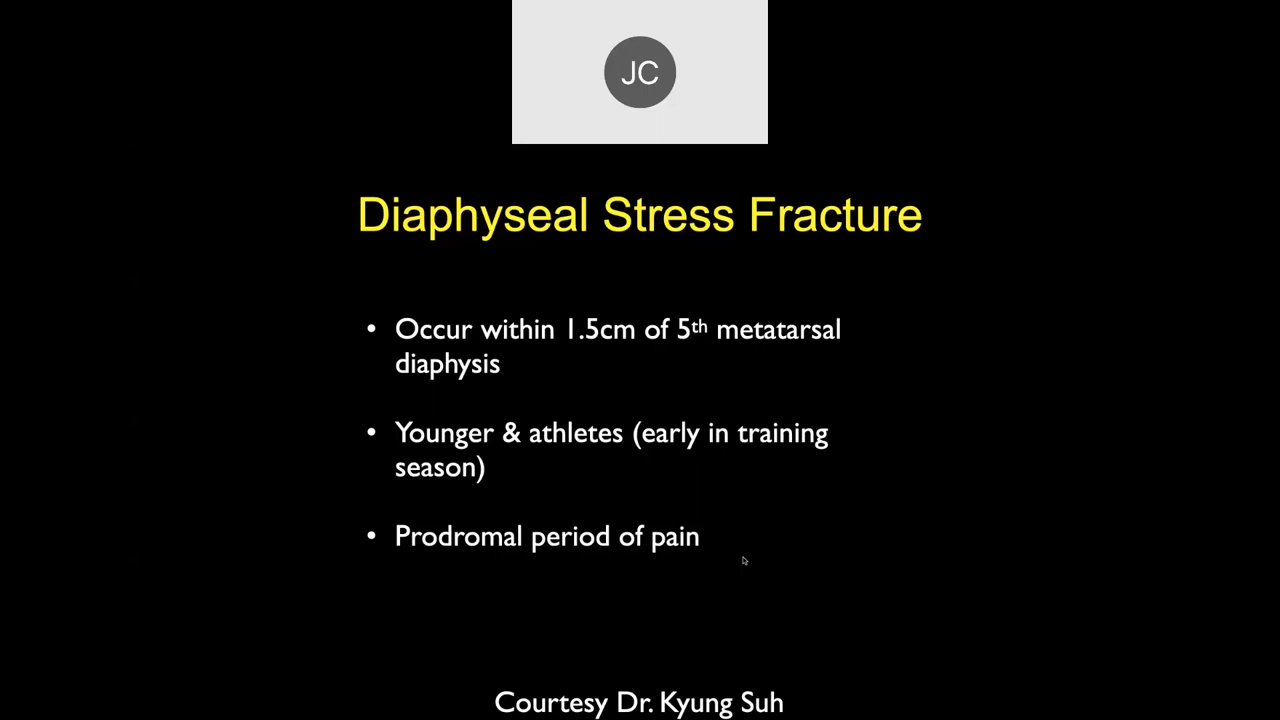 JC
Diaphyseal Stress Fracture
• Occur within 1.5cm of 5th metatarsal
diaphysis
• Younger & athletes (early in training
season)
• Prodromal period of pain
Courtesy Dr. Kyung Suh